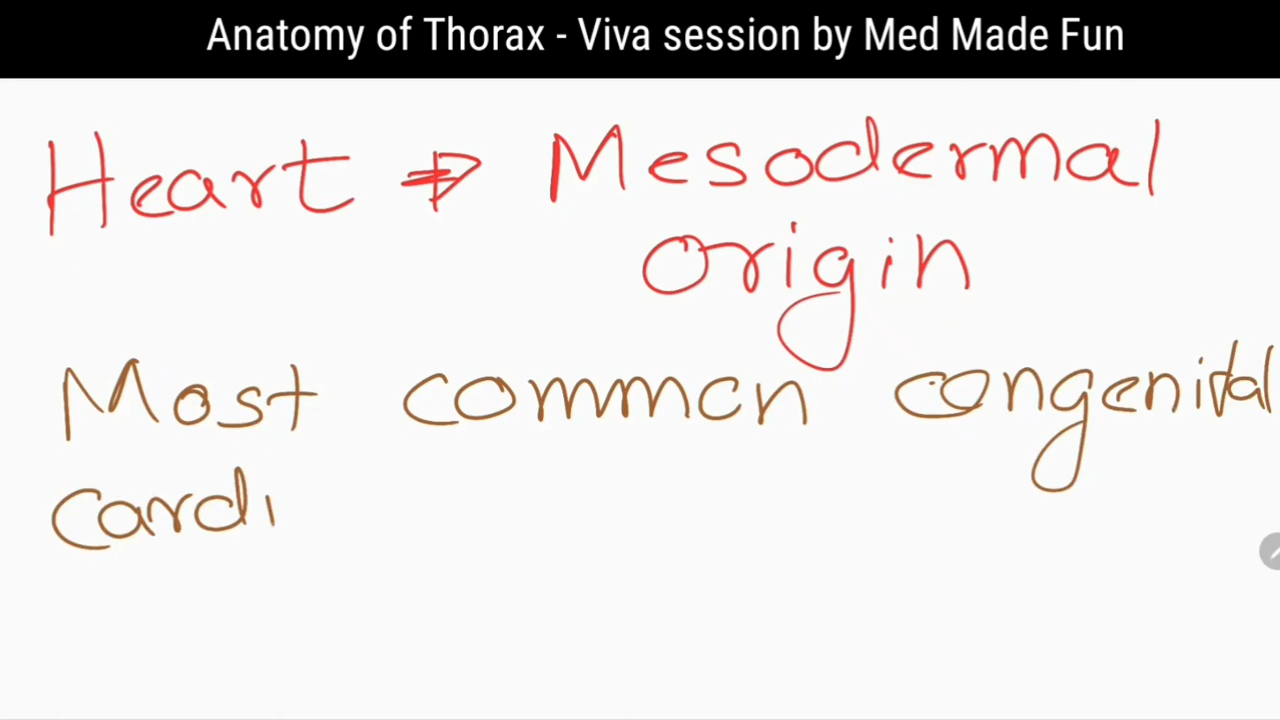 Anatomy of Thorax - Viva session by Med Made Fun
Heart ⇒ Mesodermal
origin
Most common congenital
cardi